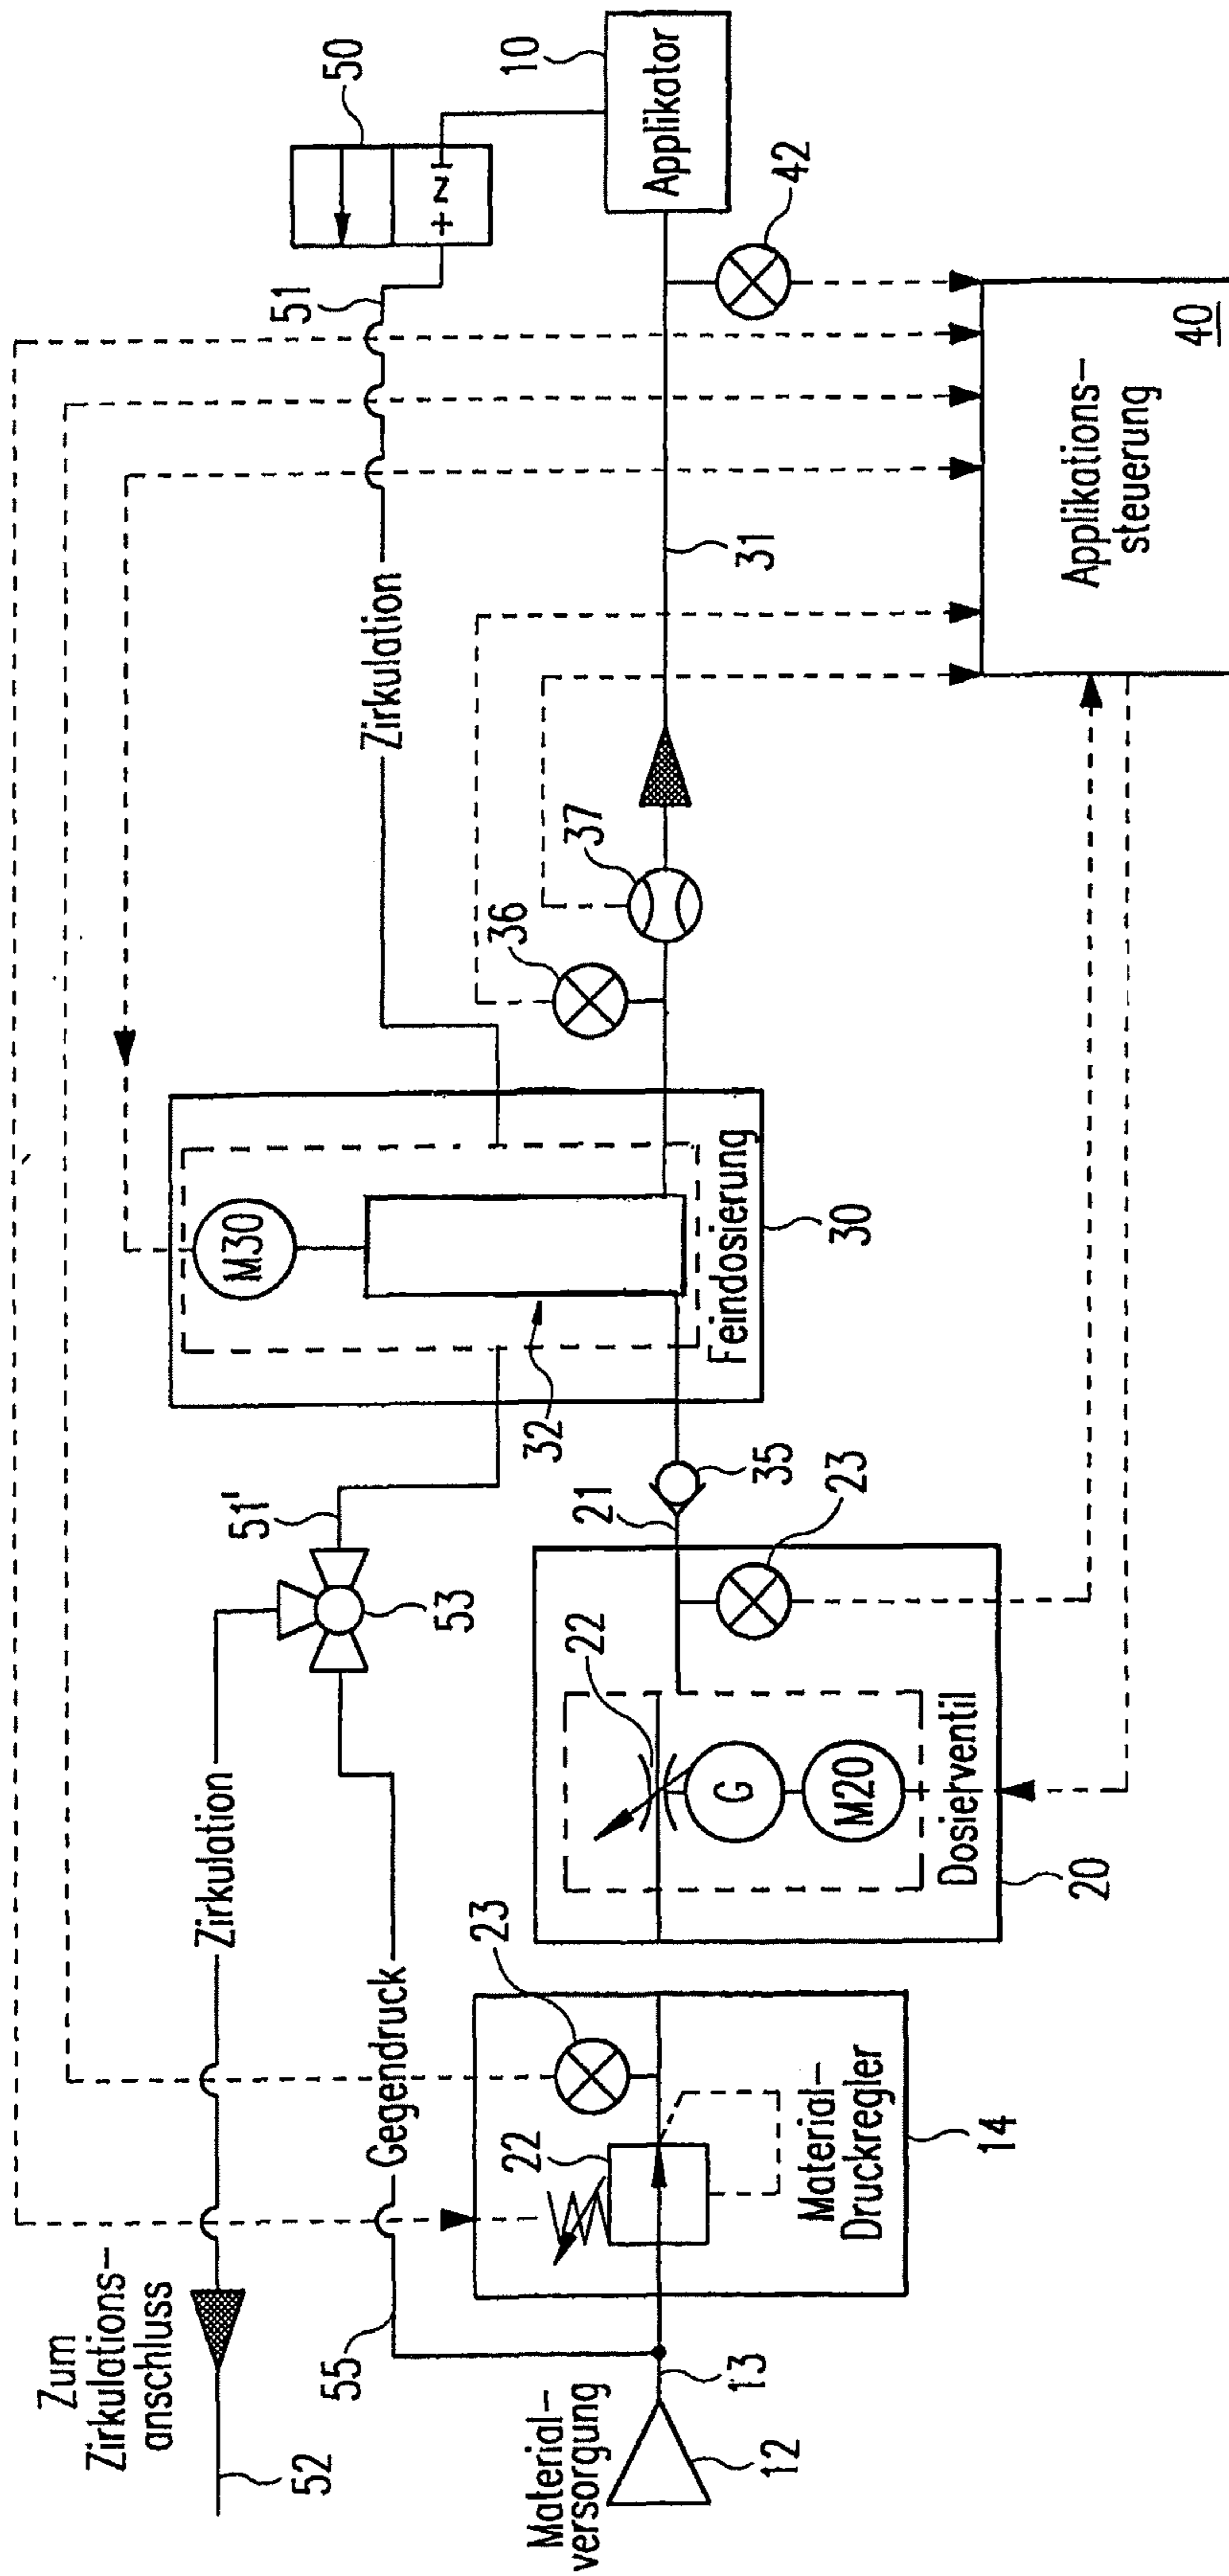 Zum
Zirkulations-
anschluss
52
Zirkulation
51'
53
55
Gegendruck
Zirkulation
51
50
+ N I
10
Applikator
Material-
versorgung
12
13
22
23
Material-
Druckregler
14
22
G
M20
23
Dosierventil
20
21
35
32
M30
Feindosierung
30
36
37
31
42
Applikations-
steuerung
40